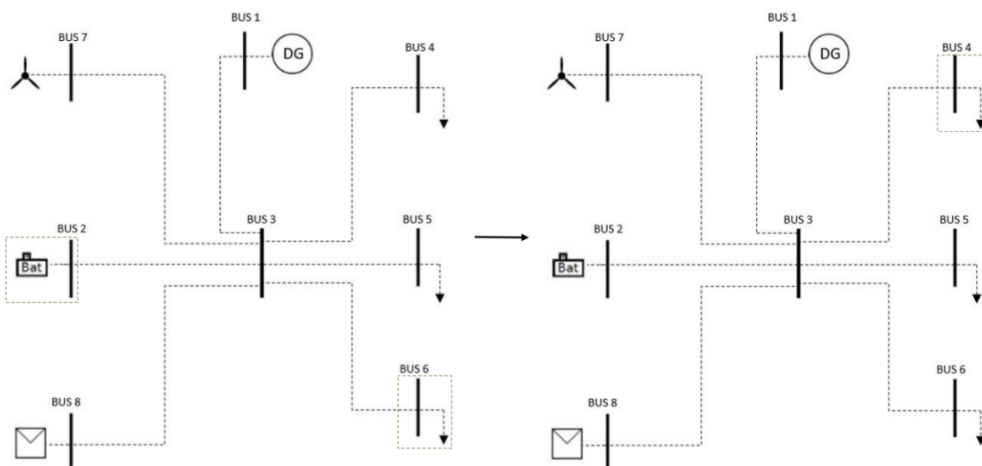 BUS 1
BUS 7
DG
BUS 4
BUS 3
BUS 2
BUS 5
Bat
BUS 6
BUS 8
BUS 1
BUS 7
DG
BUS 4
BUS 3
BUS 2
BUS 5
Bat
BUS 6
BUS 8